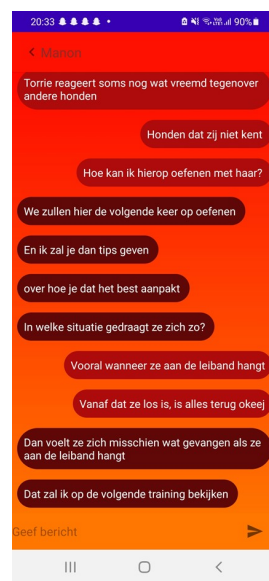 20:33
90%
Manon
Torrie reageert soms nog wat vreemd tegenover
andere honden
Honden dat zij niet kent
Hoe kan ik hierop oefenen met haar?
We zullen hier de volgende keer op oefenen
En ik zal je dan tips geven
over hoe je dat het best aanpakt
In welke situatie gedraagt ze zich zo?
Vooral wanneer ze aan de leiband hangt
Vanaf dat ze los is, is alles terug okeej
Dan voelt ze zich misschien wat gevangen als ze
aan de leiband hangt
Dat zal ik op de volgende training bekijken
Geef bericht